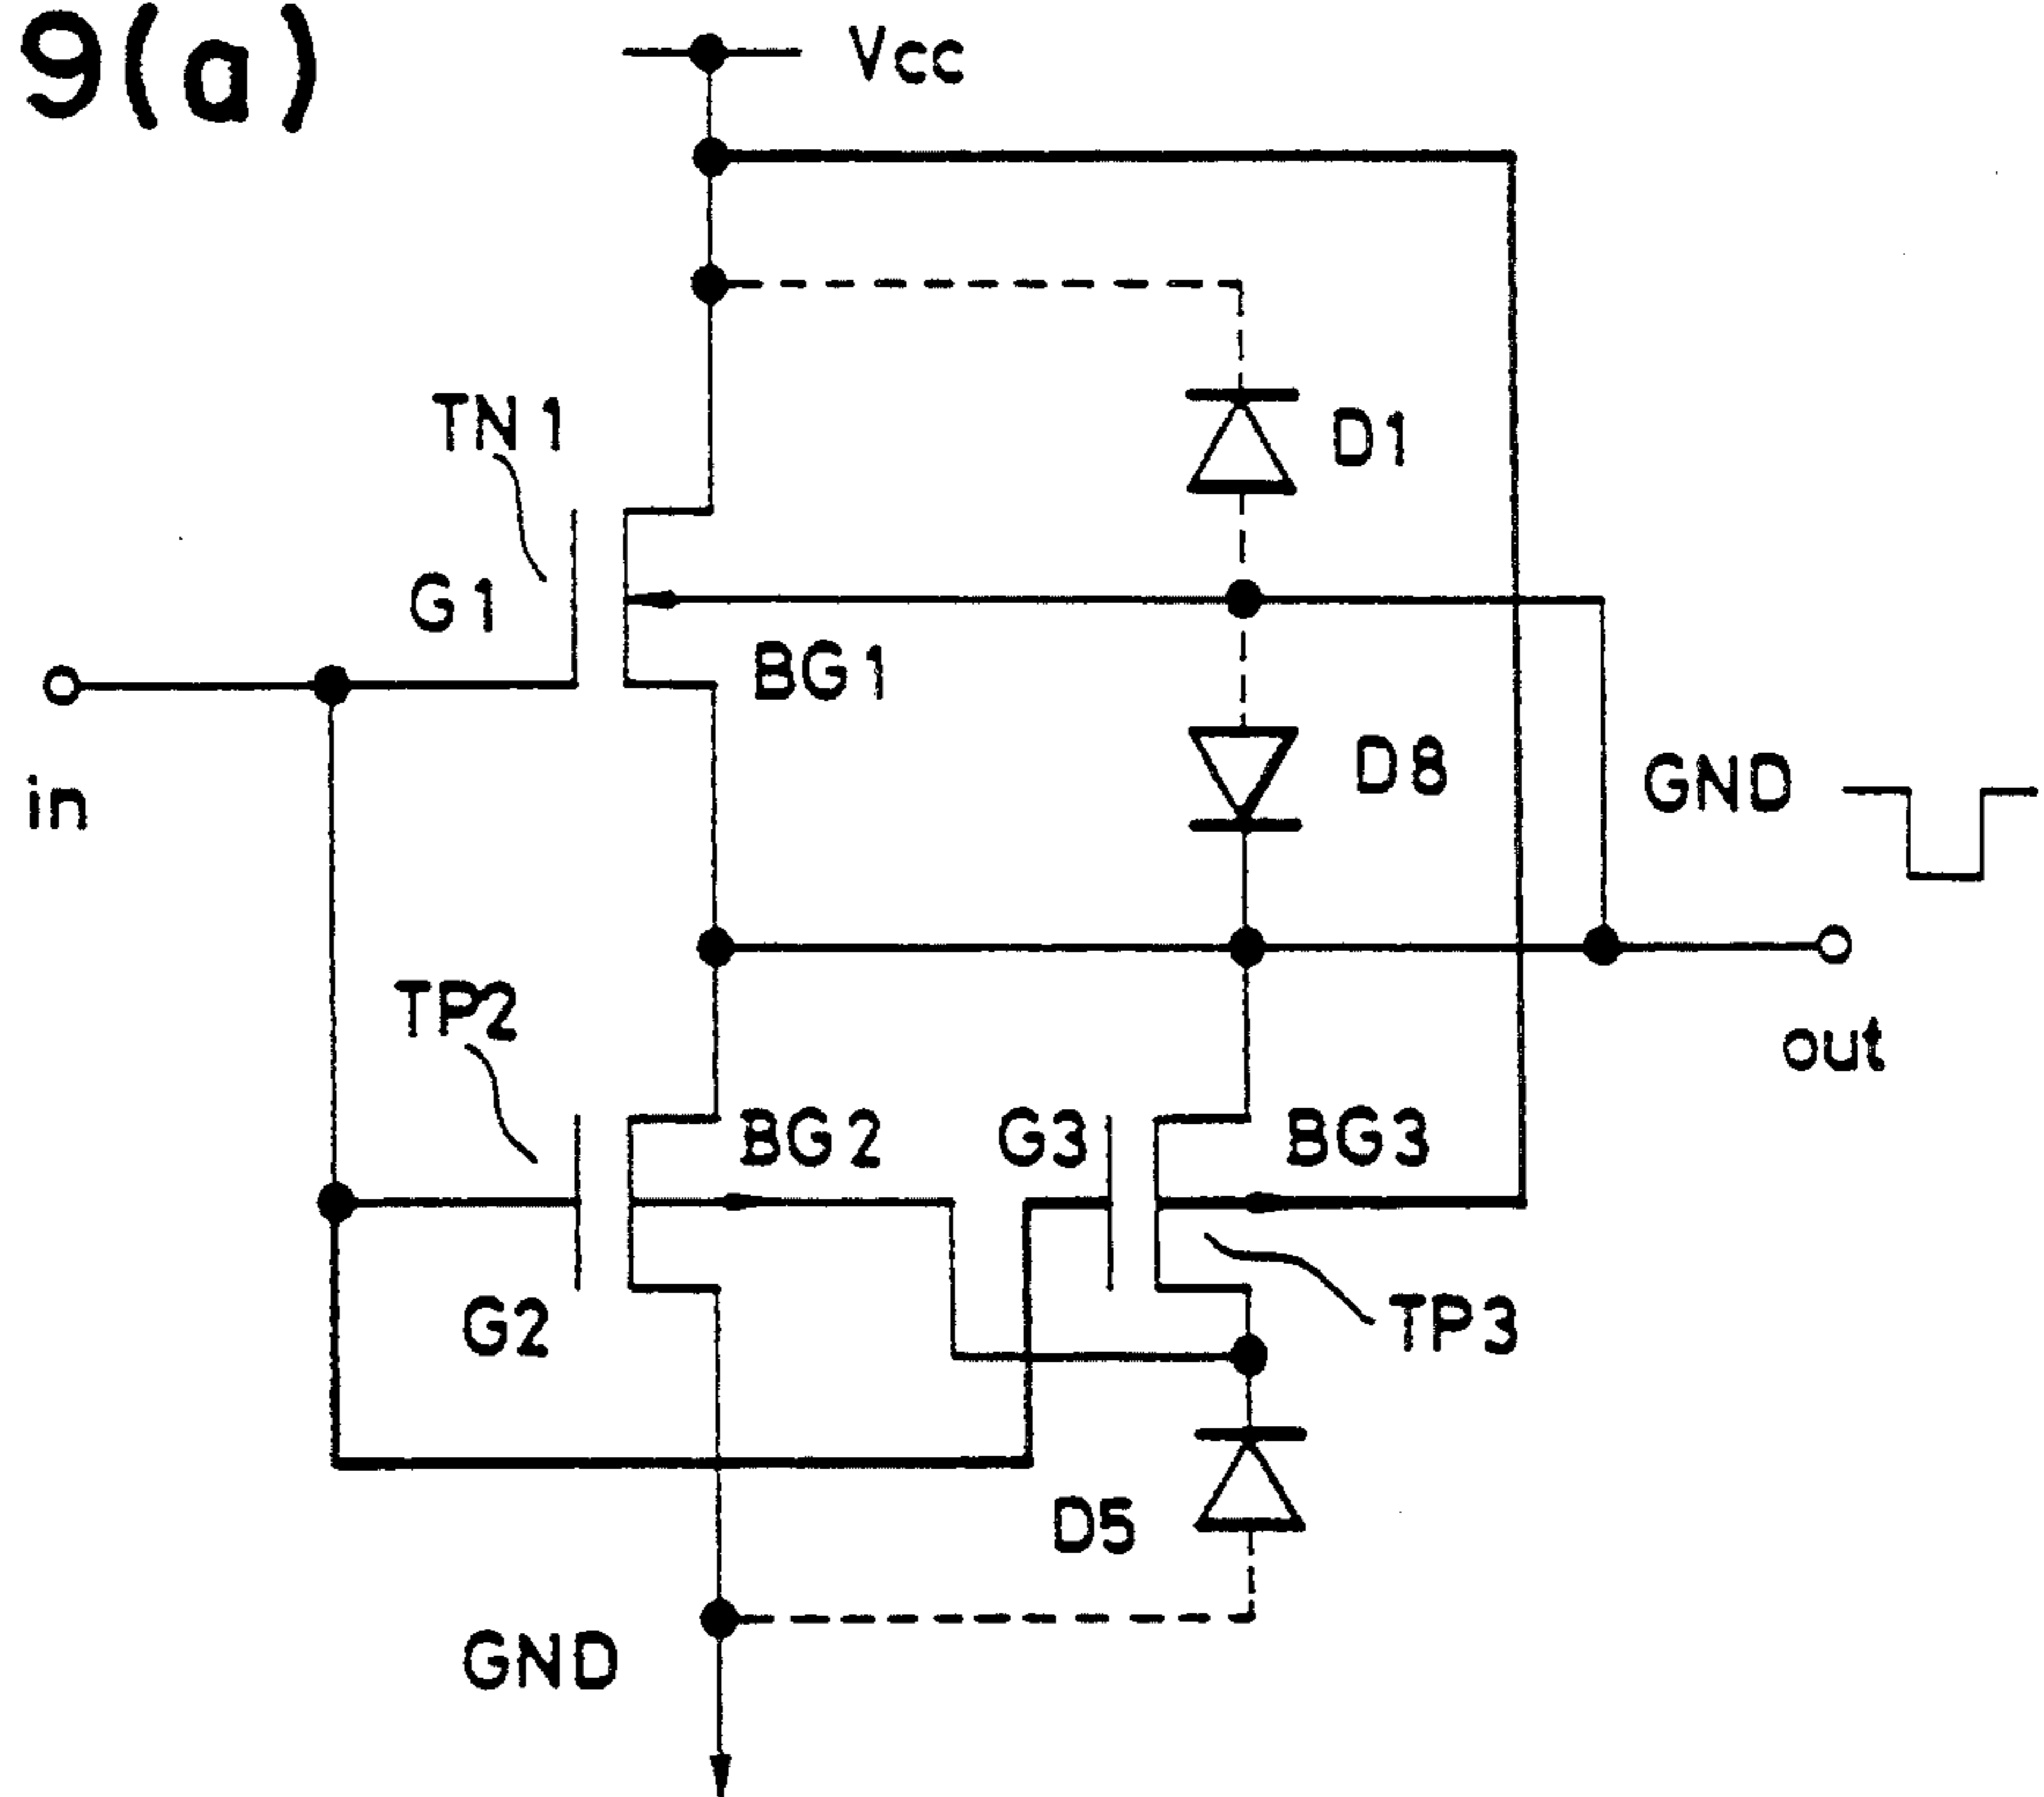 9(a)
Vcc
TN1
D1
G1
BG1
in
D8
GND
TP2
out
BG2
G3
BG3
G2
TP3
D5
GND